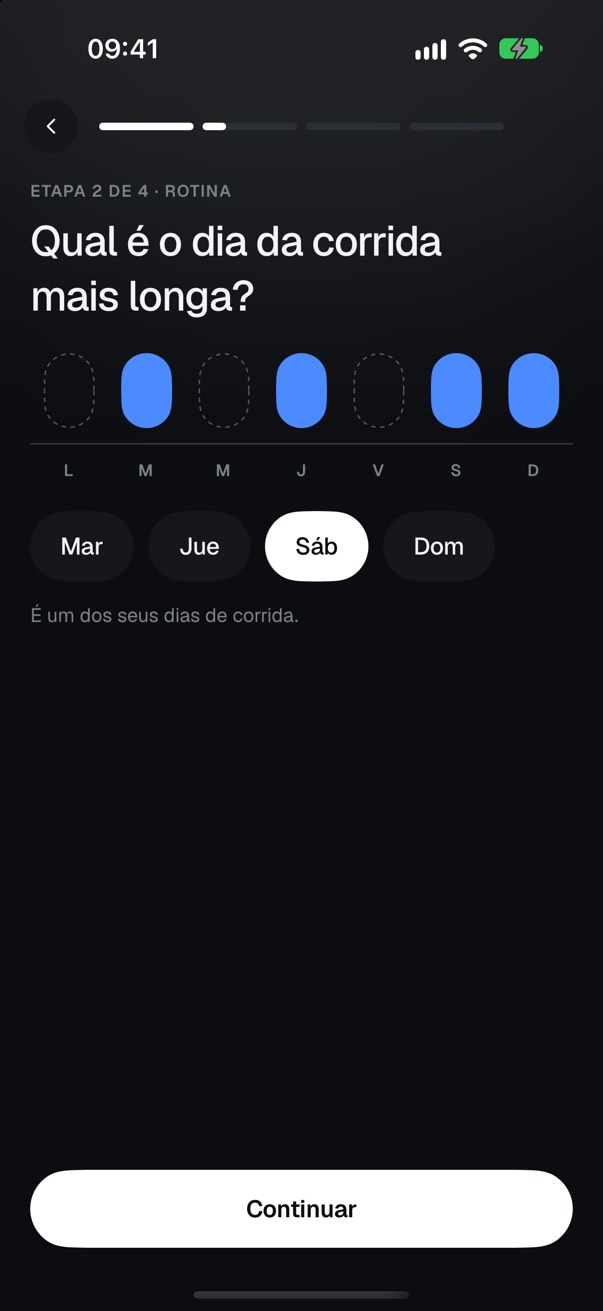 09:41
ETAPA 2 DE 4 · ROTINA
Qual é o dia da corrida
mais longa?
L M M J V S D
Mar Jue Sáb Dom
É um dos seus dias de corrida.
Continuar